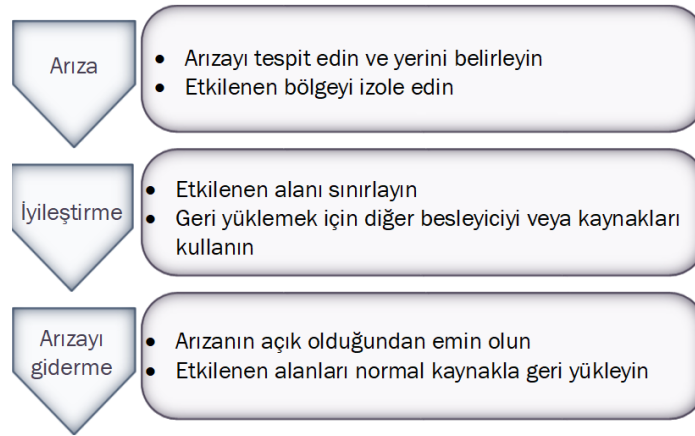 Arıza
• Arızayı tespit edin ve yerini belirleyin
• Etkilenen bölgeyi izole edin
İyileştirme
• Etkilenen alanı sınırlayın
• Geri yüklemek için diğer besleyiciyi veya kaynakları
kullanın
Arızayı
giderme
• Arızanın açık olduğundan emin olun
• Etkilenen alanları normal kaynakla geri yükleyin